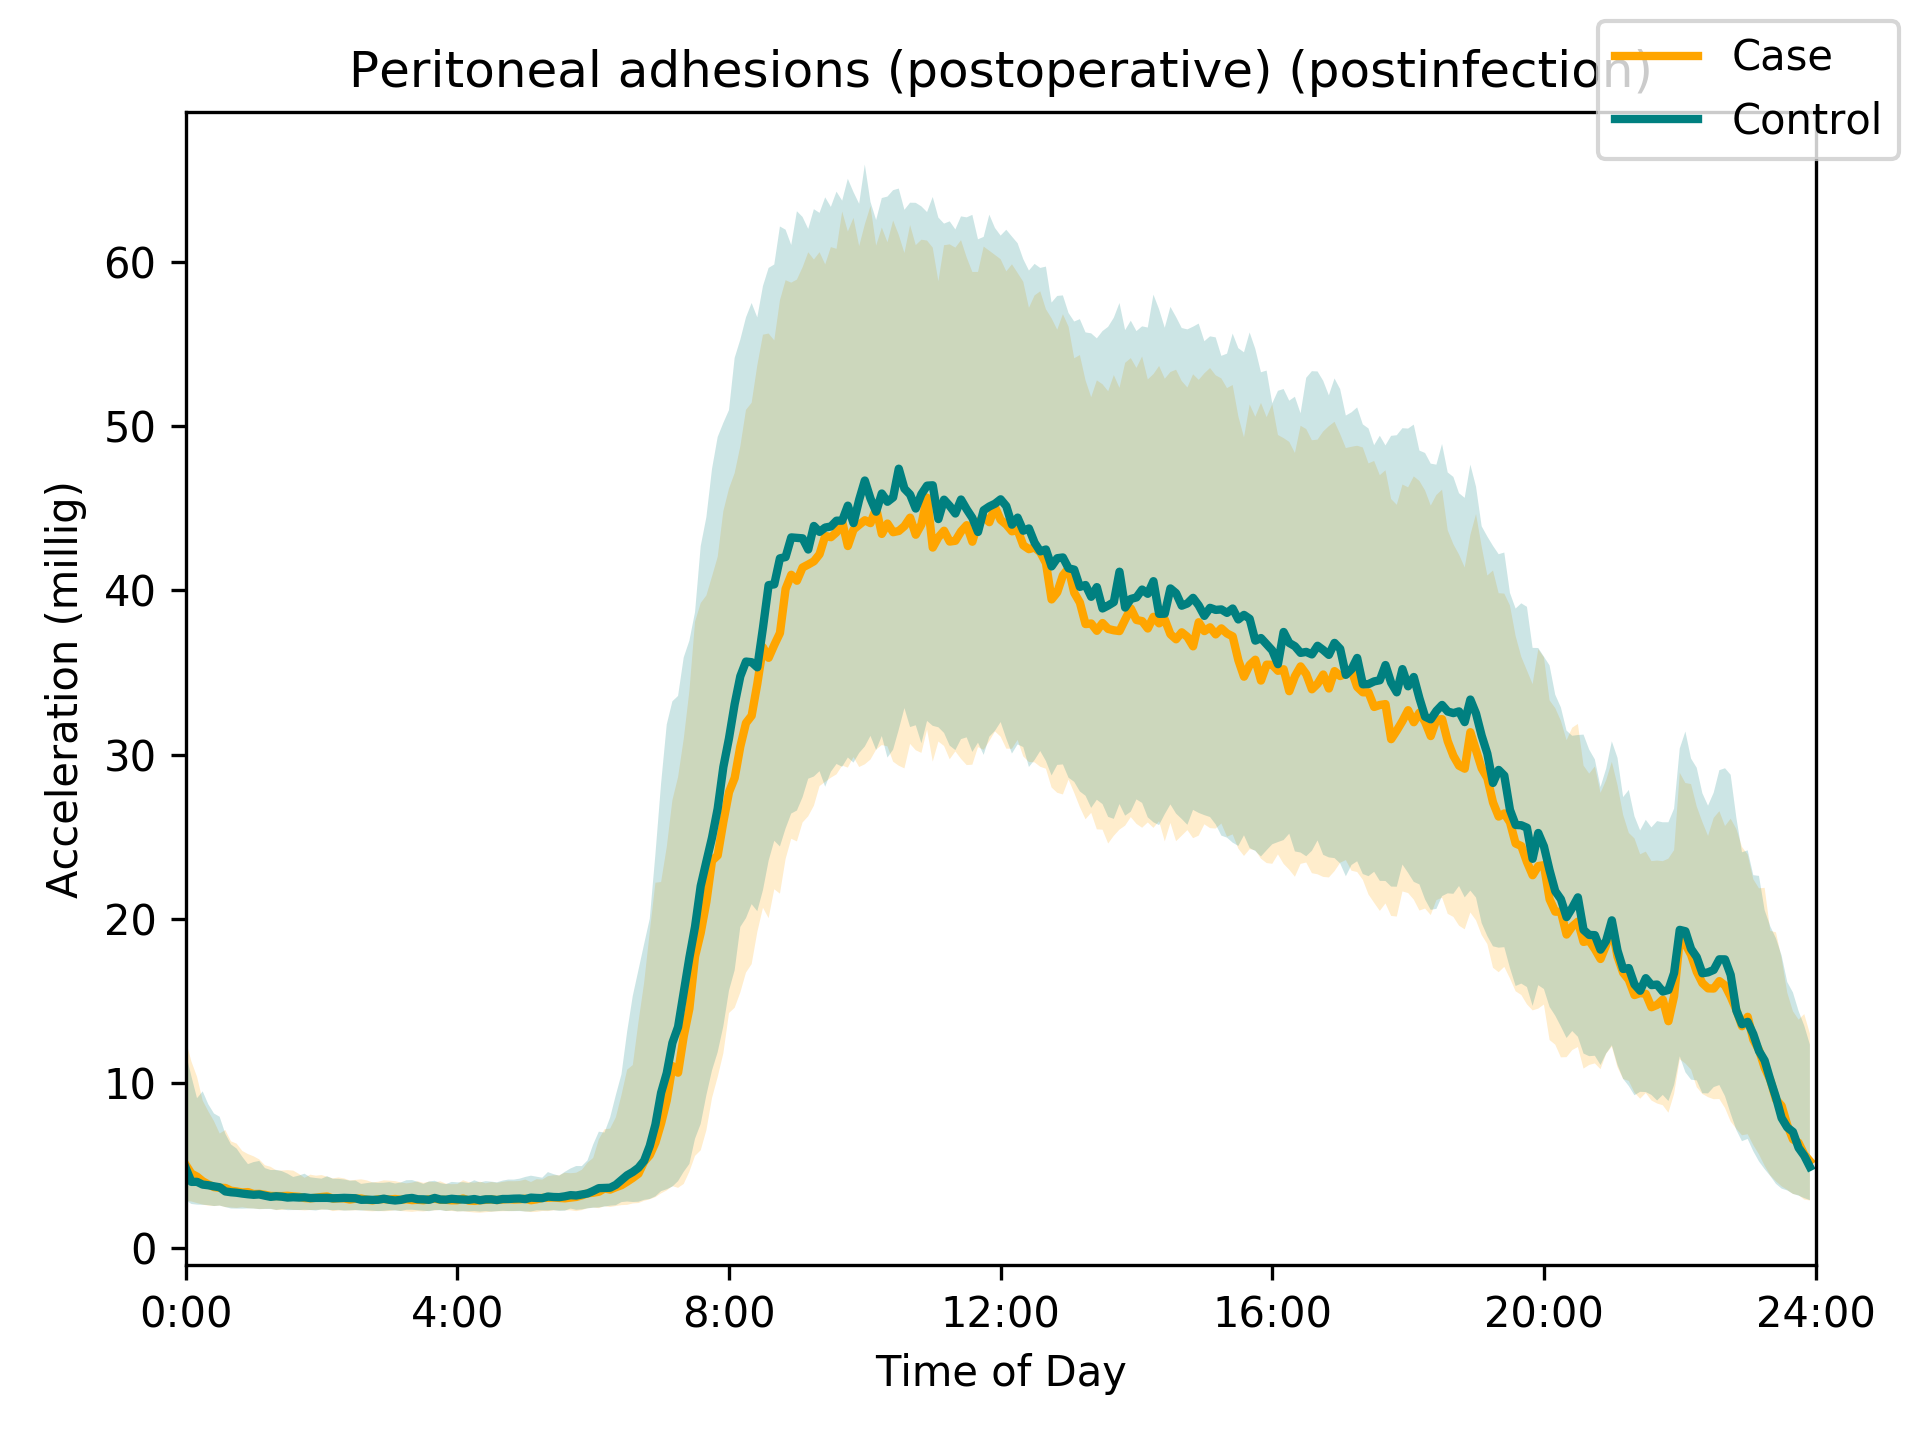 Peritoneal adhesions (postoperative) (postinfection)
Case
Control
Acceleration (millig)
60
50
40
30
20
10
0
0:00 4:00 8:00 12:00 16:00 20:00 24:00
Time of Day